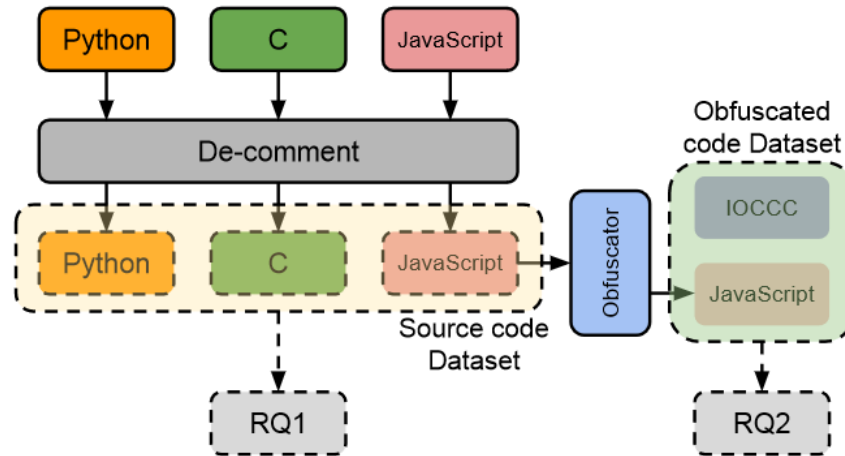 Python
C
JavaScript
De-comment
Obfuscated
code Dataset
IOCCC
Python
C
JavaScript
Obfuscator
JavaScript
Source code
Dataset
RQ1
RQ2